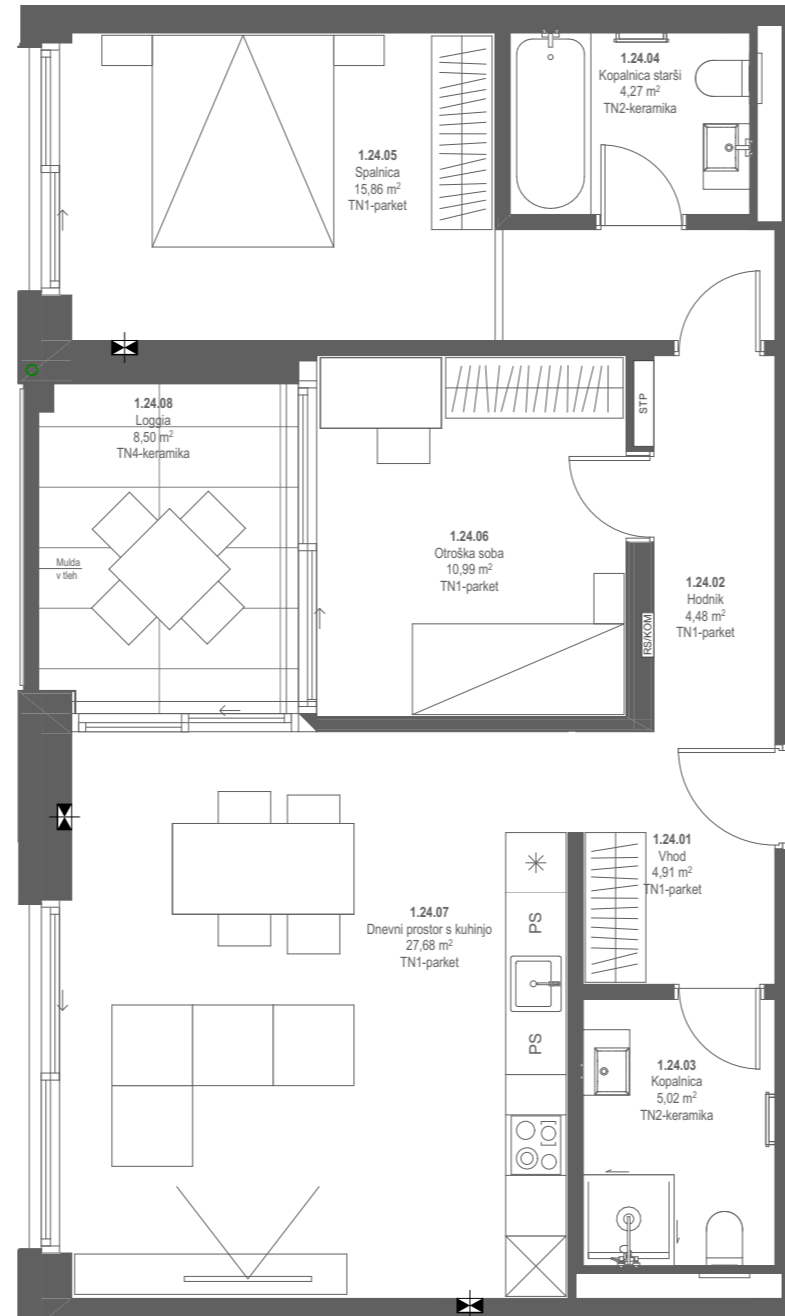 1.24.04
Kopalnica starši
4,27 m²
TN2-keramika
1.24.05
Spalnica
15,86 m²
TN1-parket
1.24.08
Loggia
8,50 m²
TN4-keramika
STP
1.24.06
Otroška soba
10,99 m²
TN1-parket
Mulda
v tleh
1.24.02
Hodnik
4,48 m²
TN1-parket
RS/KOM
1.24.01
Vhod
4,91 m²
TN1-parket
1.24.07
Dnevni prostor s kuhinjo
27,68 m²
TN1-parket
PS
PS
1.24.03
Kopalnica
5,02 m²
TN2-keramika